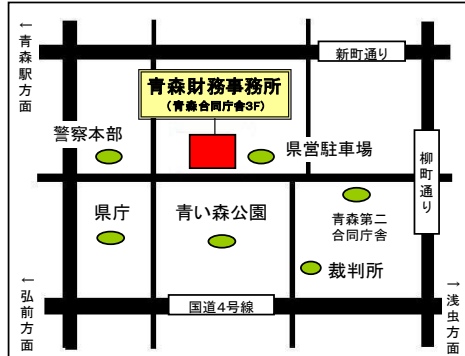 ←青森駅方面
新町通り
青森財務事務所
(青森合同庁舎3F)
警察本部
県営駐車場
柳町通り
県庁
青い森公園
青森第二
合同庁舎
裁判所
←弘前方面
国道4号線
→浅虫方面